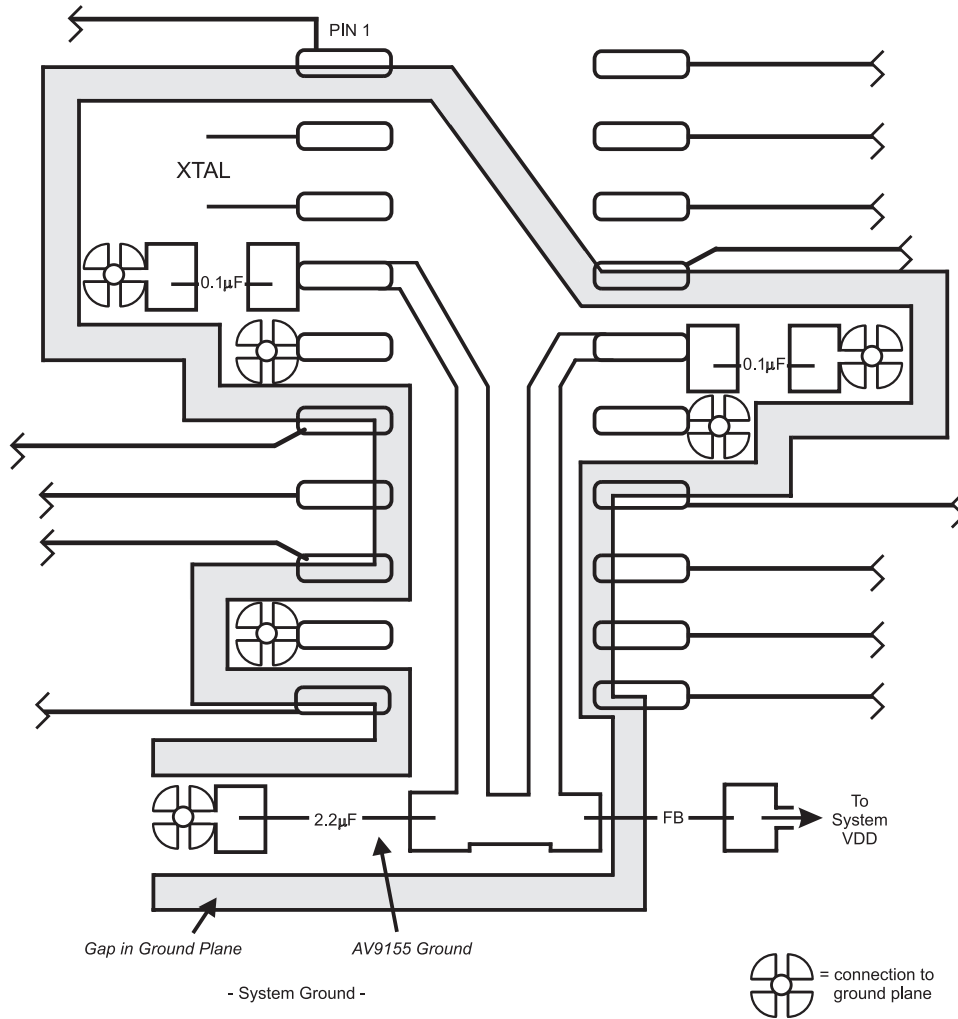 PIN 1
XTAL
0.1µF
0.1µF
2.2µF
FB
To
System
VDD
Gap in Ground Plane
AV9155 Ground
- System Ground -
= connection to
ground plane